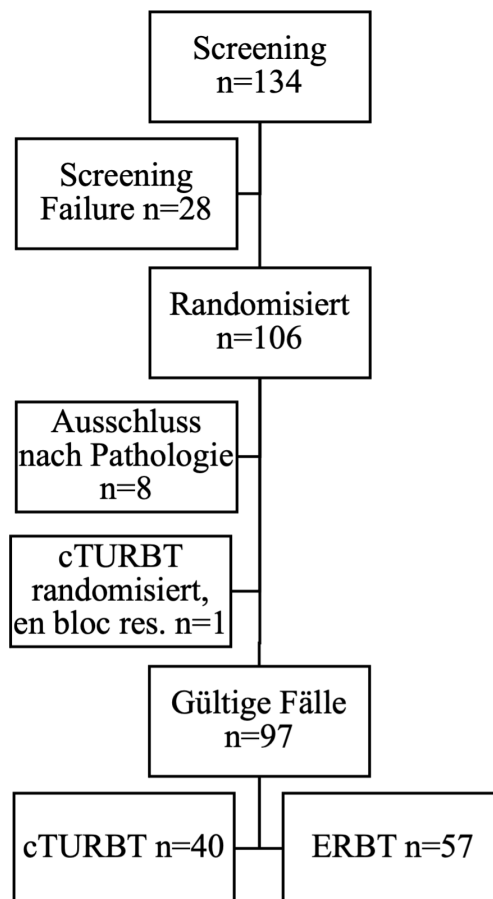 Screening
n=134
Screening
Failure n=28
Randomisiert
n=106
Ausschluss
nach Pathologie
n=8
cTURBT
randomisiert,
en bloc res. n=1
Gültige Fälle
n=97
cTURBT n=40
ERBT n=57